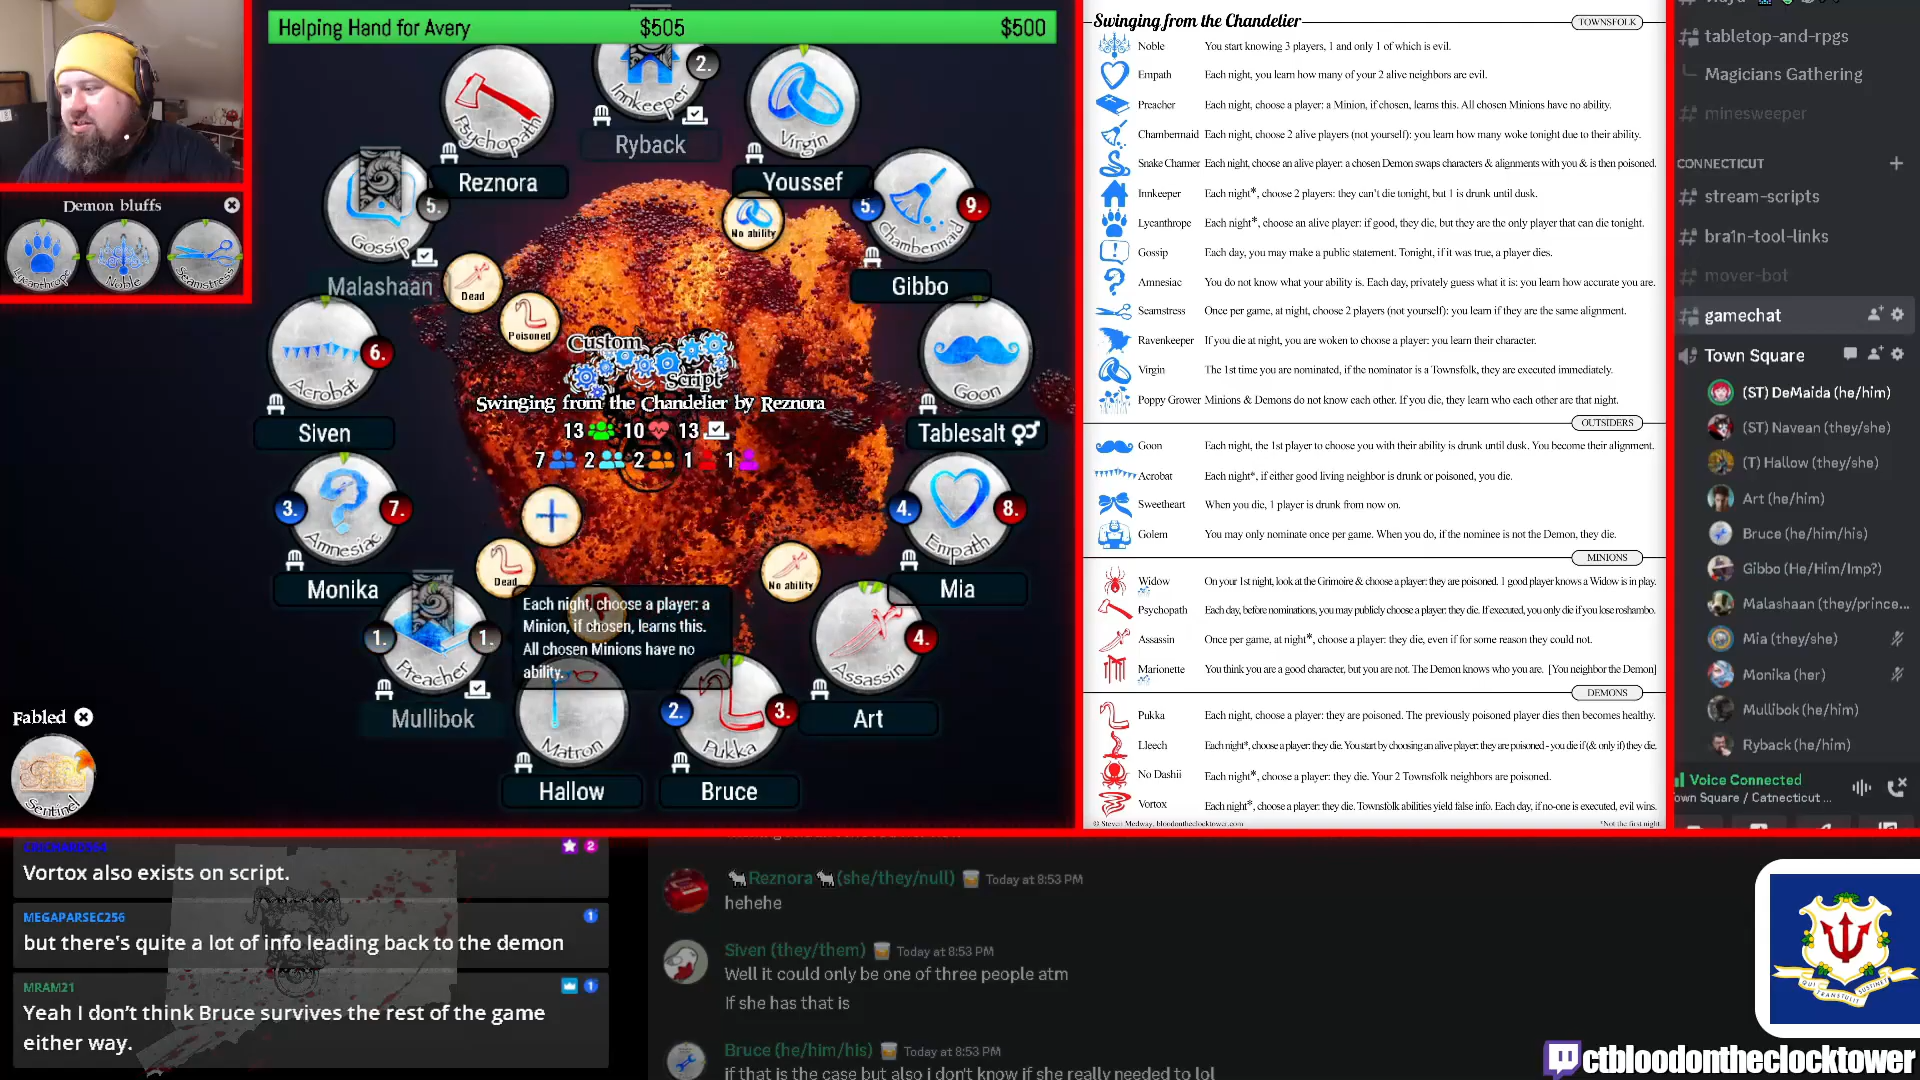 Helping Hand for Avery $505 $500
Demon bluffs
Lycanthrope Noble Seamstress
Fabled
Sentinel
Psychopath
Reznora
Innkeeper
2.
Ryback
Virgin
Youssef
No ability
Gossip
5.
Malashaan
Dead
Poisoned
5. Chambermaid 9.
Gibbo
Acrobat
6.
Siven
Goon
Tablesalt
Custom
Script
Swinging from the Chandelier by Reznora
13 10 13
7 2 2 1 1
3. Amnesiac 7.
Monika
4. Empath 8.
Mia
Dead
No ability
1. Preacher 1.
Mullibok
Each night, choose a player: a
Minion, if chosen, learns this.
All chosen Minions have no
ability.
Matron
Hallow
2. Pukka 3.
Bruce
Assassin 4.
Art
Swinging from the Chandelier
TOWNSFOLK
Noble You start knowing 3 players, 1 and only 1 of which is evil.
Empath Each night, you learn how many of your 2 alive neighbors are evil.
Preacher Each night, choose a player: a Minion, if chosen, learns this. All chosen Minions have no ability.
Chambermaid Each night, choose 2 alive players (not yourself): you learn how many woke tonight due to their ability.
Snake Charmer Each night, choose an alive player: a chosen Demon swaps characters & alignments with you & is then poisoned.
Innkeeper Each night*, choose 2 players: they can't die tonight, but 1 is drunk until dusk.
Lycanthrope Each night*, choose an alive player: if good, they die, but they are the only player that can die tonight.
Gossip Each day, you may make a public statement. Tonight, if it was true, a player dies.
Amnesiac You do not know what your ability is. Each day, privately guess what it is: you learn how accurate you are.
Seamstress Once per game, at night, choose 2 players (not yourself): you learn if they are the same alignment.
Ravenkeeper If you die at night, you are woken to choose a player: you learn their character.
Virgin The 1st time you are nominated, if the nominator is a Townsfolk, they are executed immediately.
Poppy Grower Minions & Demons do not know each other. If you die, they learn who each other are that night.
OUTSIDERS
Goon Each night, the 1st player to choose you with their ability is drunk until dusk. You become their alignment.
Acrobat Each night*, if either good living neighbor is drunk or poisoned, you die.
Sweetheart When you die, 1 player is drunk from now on.
Golem You may only nominate once per game. When you do, if the nominee is not the Demon, they die.
MINIONS
Widow On your 1st night, look at the Grimoire & choose a player: they are poisoned. 1 good player knows a Widow is in play.
Psychopath Each day, before nominations, you may publicly choose a player: they die. If executed, you only die if you lose roshambo.
Assassin Once per game, at night*, choose a player: they die, even if for some reason they could not.
Marionette You think you are a good character, but you are not. The Demon knows who you are. [You neighbor the Demon]
DEMONS
Pukka Each night, choose a player: they are poisoned. The previously poisoned player dies then becomes healthy.
Lleech Each night*, choose a player: they die. You start by choosing an alive player: they are poisoned - you die if (& only if) they die.
No Dashii Each night*, choose a player: they die. Your 2 Townsfolk neighbors are poisoned.
Vortox Each night*, choose a player: they die. Townsfolk abilities yield false info. Each day, if no-one is executed, evil wins.
© Steven Medway, bloodontheclocktower.com *Not the first night
tabletop-and-rpgs
Magicians Gathering
minesweeper
CONNECTICUT
stream-scripts
bra1n-tool-links
mover-bot
gamechat
Town Square
(ST) DeMaida (he/him)
(ST) Navean (they/she)
(T) Hallow (they/she)
Art (he/him)
Bruce (he/him/his)
Gibbo (He/Him/Imp?)
Malashaan (they/prince...
Mia (they/she)
Monika (her)
Mullibok (he/him)
Ryback (he/him)
Voice Connected
own Square / Catnecticut ...
2
Vortox also exists on script.
MEGAPARSEC256
but there's quite a lot of info leading back to the demon
MRAM21
Yeah I don't think Bruce survives the rest of the game
either way.
Reznora (she/they/null) Today at 8:53 PM
hehehe
Siven (they/them) Today at 8:53 PM
Well it could only be one of three people atm
If she has that is
Bruce (he/him/his) Today at 8:53 PM
if that is the case but also i don't know if she really needed to lol
QUI TRANSTULIT SUSTINET
ctbloodontheclocktower